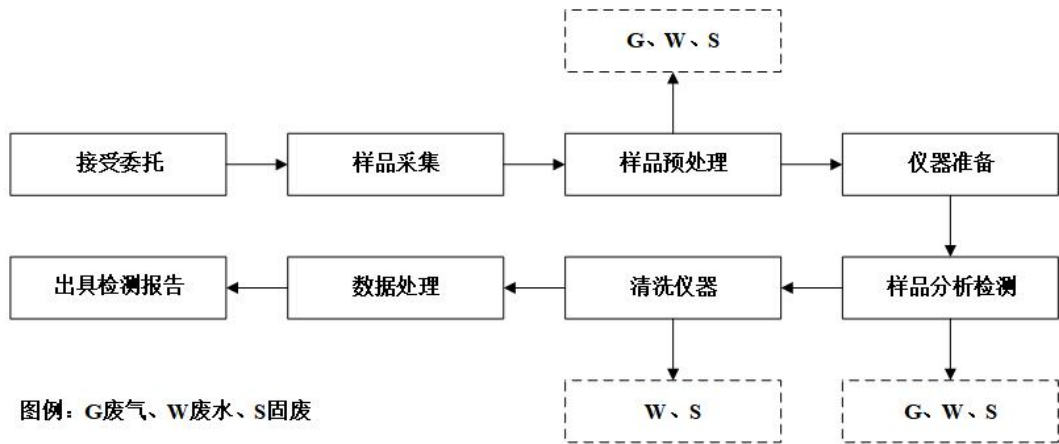 G、W、S
接受委托
样品采集
样品预处理
仪器准备
出具检测报告
数据处理
清洗仪器
样品分析检测
图例：G废气、W废水、S固废
W、S
G、W、S